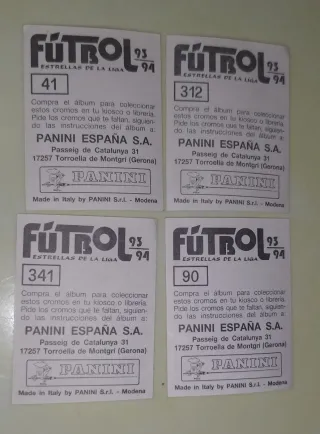 FÚTBOL 93
ESTRELLAS DE LA LIGA 94
41
Compra el álbum para coleccionar
estos cromos en tu kiosco o librería.
Pide los cromos que te faltan, siguien-
do las instrucciones del álbum a:
PANINI ESPAÑA S.A.
Passeig de Catalunya 31
17257 Torroella de Montgrí (Gerona)
PANINI
Made in Italy by PANINI S.r.l. - Modena
FÚTBOL 93
ESTRELLAS DE LA LIGA 94
312
Compra el álbum para coleccionar
estos cromos en tu kiosco o librería.
Pide los cromos que te faltan, siguien-
do las instrucciones del álbum a:
PANINI ESPAÑA S.A.
Passeig de Catalunya 31
17257 Torroella de Montgrí (Gerona)
PANINI
Made in Italy by PANINI S.r.l. - Modena
FÚTBOL 93
ESTRELLAS DE LA LIGA 94
341
Compra el álbum para coleccionar
estos cromos en tu kiosco o librería.
Pide los cromos que te faltan, siguien-
do las instrucciones del álbum a:
PANINI ESPAÑA S.A.
Passeig de Catalunya 31
17257 Torroella de Montgrí (Gerona)
PANINI
Made in Italy by PANINI S.r.l. - Modena
FÚTBOL 93
ESTRELLAS DE LA LIGA 94
90
Compra el álbum para coleccionar
estos cromos en tu kiosco o librería.
Pide los cromos que te faltan, siguien-
do las instrucciones del álbum a:
PANINI ESPAÑA S.A.
Passeig de Catalunya 31
17257 Torroella de Montgrí (Gerona)
PANINI
Made in Italy by PANINI S.r.l. - Modena